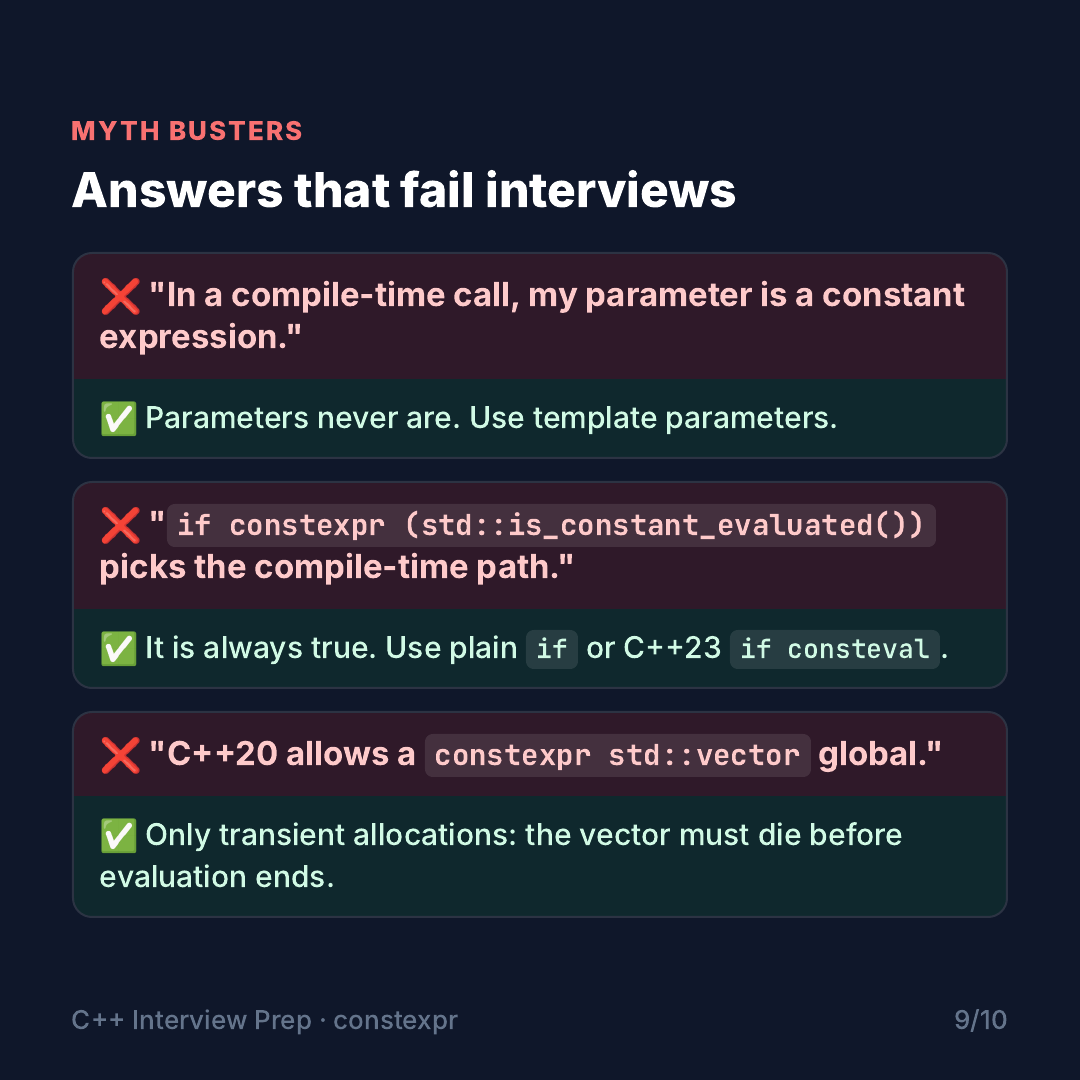 MYTH BUSTERS
Answers that fail interviews
❌ "In a compile-time call, my parameter is a constant
expression."
✅ Parameters never are. Use template parameters.
❌ "if constexpr (std::is_constant_evaluated())
picks the compile-time path."
✅ It is always true. Use plain if or C++23 if consteval.
❌ "C++20 allows a constexpr std::vector global."
✅ Only transient allocations: the vector must die before
evaluation ends.
C++ Interview Prep · constexpr
9/10